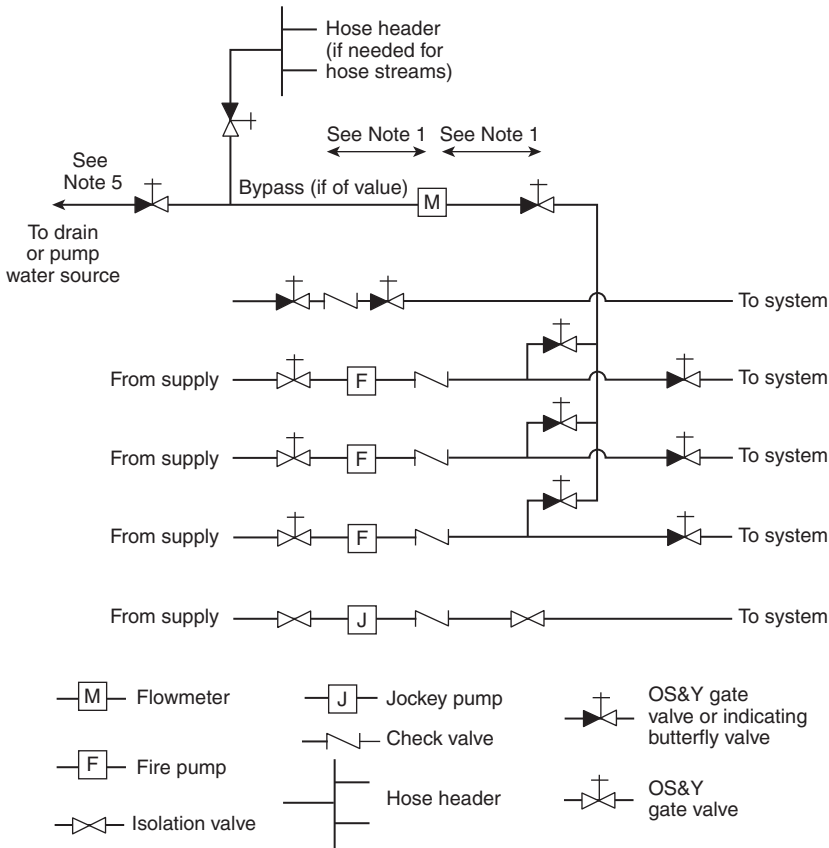 Hose header
(if needed for
hose streams)
See Note 1
See Note 1
See
Note 5
Bypass (if of value)
M
To drain
or pump
water source
To system
From supply
F
To system
From supply
F
To system
From supply
F
To system
From supply
J
To system
M
Flowmeter
J
Jockey pump
OS&Y gate
valve or indicating
butterfly valve
Check valve
F
Fire pump
Hose header
OS&Y
gate valve
Isolation valve